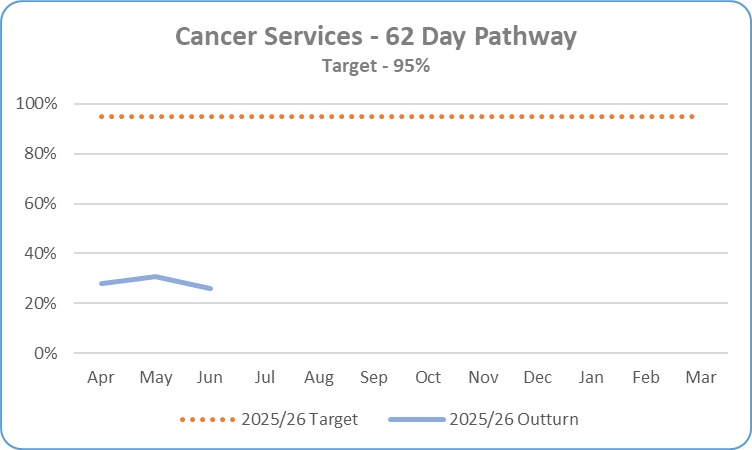 Cancer Services - 62 Day Pathway
Target - 95%
100%
80%
60%
40%
20%
0%
Apr May Jun Jul Aug Sep Oct Nov Dec Jan Feb Mar
2025/26 Target 2025/26 Outturn